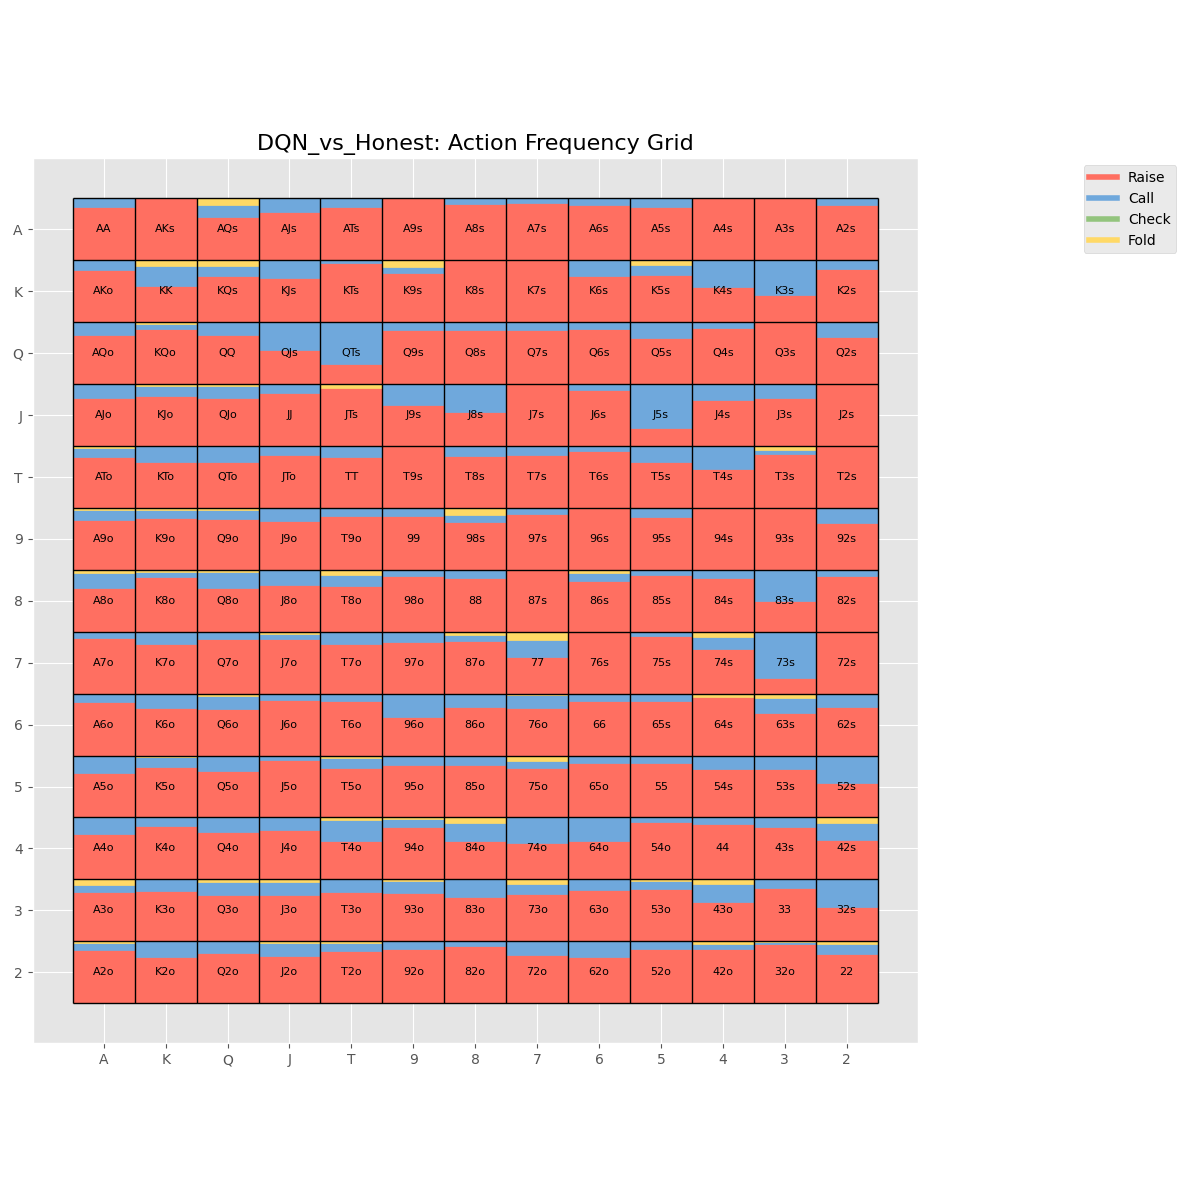 DQN_vs_Honest: Action Frequency Grid
Raise
Call
Check
Fold
A AA AKs AQs AJs ATs A9s A8s A7s A6s A5s A4s A3s A2s
K AKo KK KQs KJs KTs K9s K8s K7s K6s K5s K4s K3s K2s
Q AQo KQo QQ QJs QTs Q9s Q8s Q7s Q6s Q5s Q4s Q3s Q2s
J AJo KJo QJo JJ JTs J9s J8s J7s J6s J5s J4s J3s J2s
T ATo KTo QTo JTo TT T9s T8s T7s T6s T5s T4s T3s T2s
9 A9o K9o Q9o J9o T9o 99 98s 97s 96s 95s 94s 93s 92s
8 A8o K8o Q8o J8o T8o 98o 88 87s 86s 85s 84s 83s 82s
7 A7o K7o Q7o J7o T7o 97o 87o 77 76s 75s 74s 73s 72s
6 A6o K6o Q6o J6o T6o 96o 86o 76o 66 65s 64s 63s 62s
5 A5o K5o Q5o J5o T5o 95o 85o 75o 65o 55 54s 53s 52s
4 A4o K4o Q4o J4o T4o 94o 84o 74o 64o 54o 44 43s 42s
3 A3o K3o Q3o J3o T3o 93o 83o 73o 63o 53o 43o 33 32s
2 A2o K2o Q2o J2o T2o 92o 82o 72o 62o 52o 42o 32o 22
A K Q J T 9 8 7 6 5 4 3 2